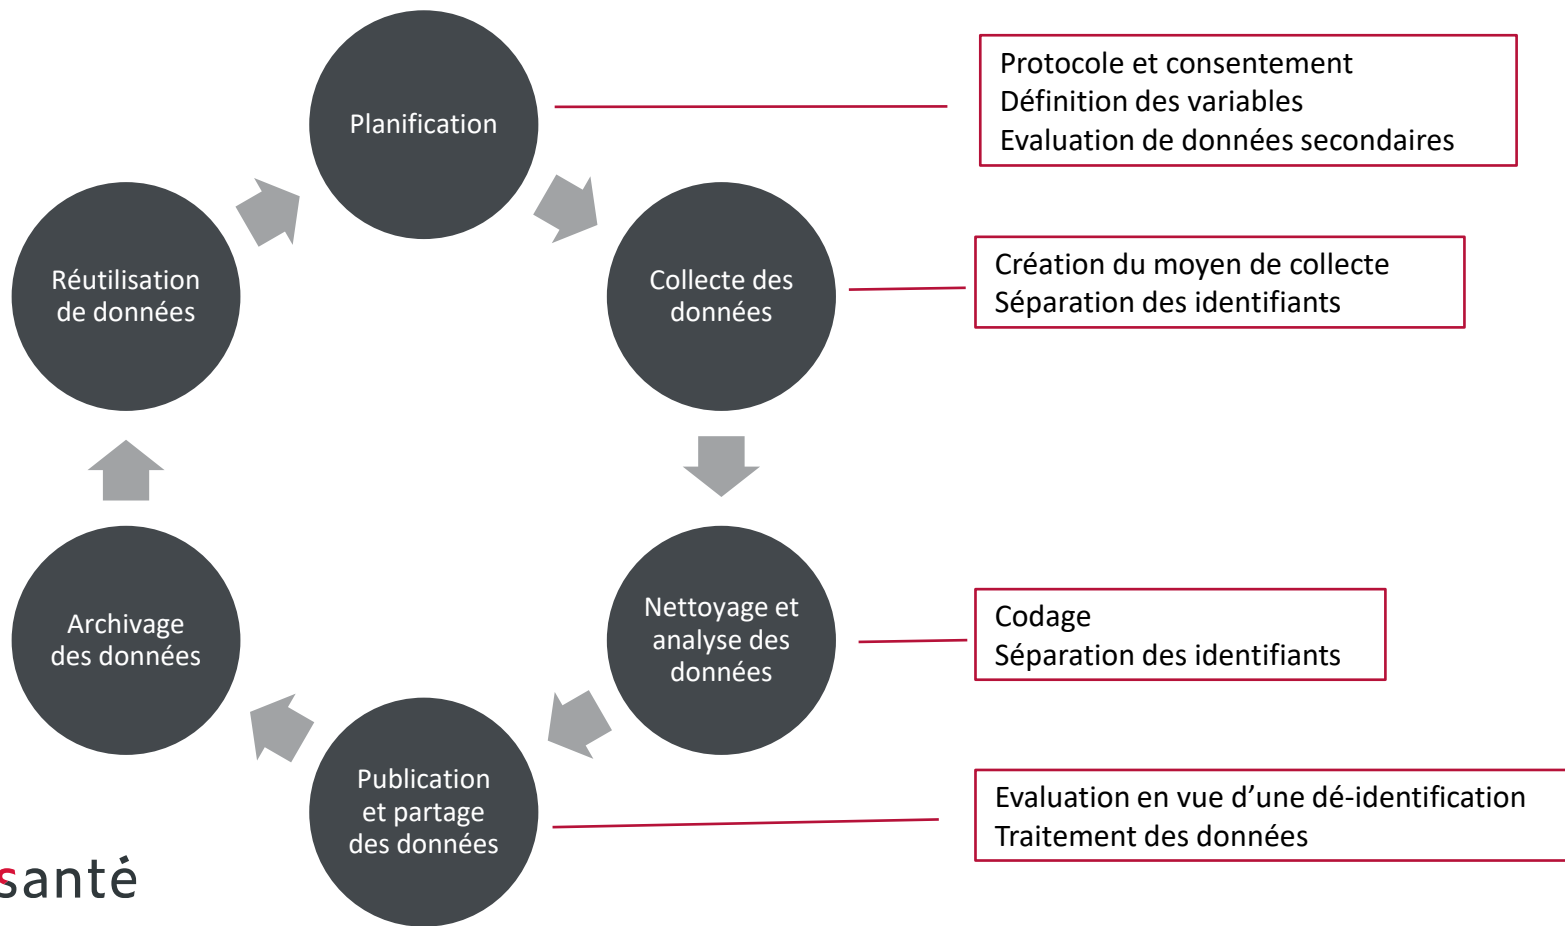 Planification
Protocole et consentement
Définition des variables
Evaluation de données secondaires
Réutilisation
de données
Collecte des
données
Création du moyen de collecte
Séparation des identifiants
Archivage
des données
Nettoyage et
analyse des
données
Codage
Séparation des identifiants
Publication
et partage
des données
Evaluation en vue d’une dé-identification
Traitement des données
santé